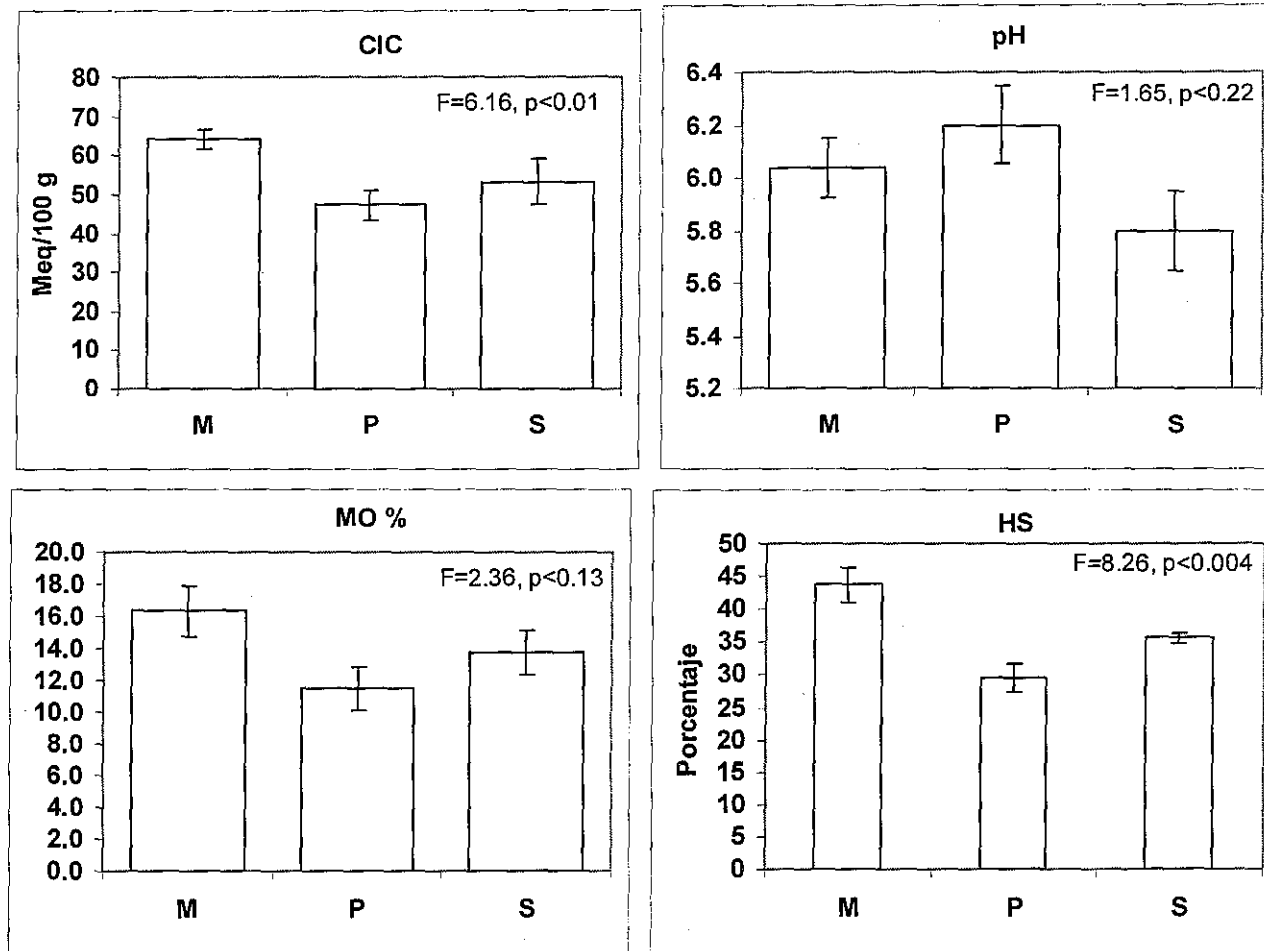 CIC
F=6.16, p<0.01
Meq/100 g
80
70
60
50
40
30
20
10
0
M P S
pH
F=1.65, p<0.22
6.4
6.2
6.0
5.8
5.6
5.4
5.2
M P S
MO %
F=2.36, p<0.13
20.0
18.0
16.0
14.0
12.0
10.0
8.0
6.0
4.0
2.0
0.0
M P S
HS
F=8.26, p<0.004
Porcentaje
50
45
40
35
30
25
20
15
10
5
0
M P S